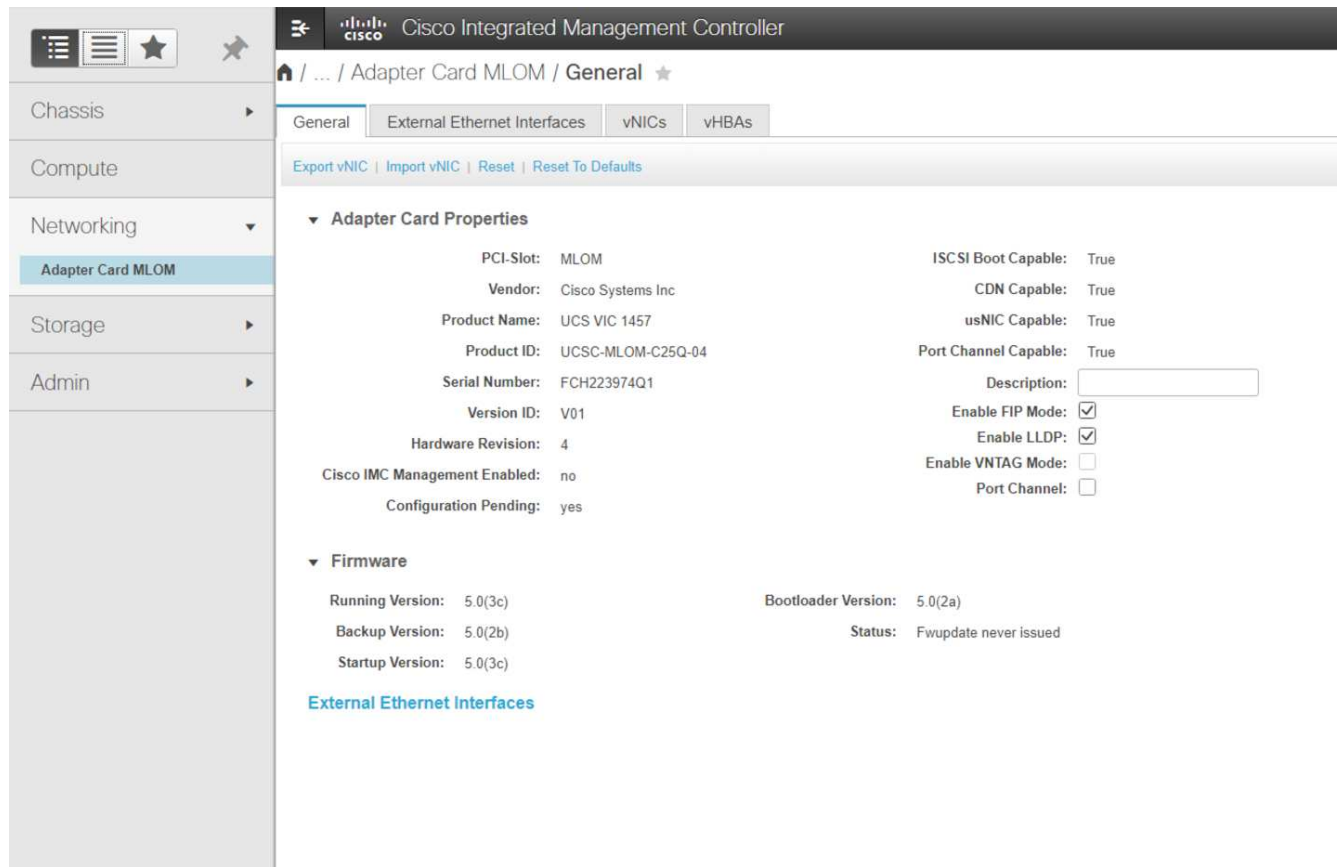 cisco Cisco Integrated Management Controller
/ ... / Adapter Card MLOM / General
Chassis
Compute
Networking
Adapter Card MLOM
Storage
Admin
General External Ethernet Interfaces vNICs vHBAs
Export vNIC | Import vNIC | Reset | Reset To Defaults
Adapter Card Properties
PCI-Slot: MLOM
Vendor: Cisco Systems Inc
Product Name: UCS VIC 1457
Product ID: UCSC-MLOM-C25Q-04
Serial Number: FCH223974Q1
Version ID: V01
Hardware Revision: 4
Cisco IMC Management Enabled: no
Configuration Pending: yes
ISCSI Boot Capable: True
CDN Capable: True
usNIC Capable: True
Port Channel Capable: True
Description:
Enable FIP Mode:
Enable LLDP:
Enable VNTAG Mode:
Port Channel:
Firmware
Running Version: 5.0(3c)
Backup Version: 5.0(2b)
Startup Version: 5.0(3c)
Bootloader Version: 5.0(2a)
Status: Fwupdate never issued
External Ethernet Interfaces